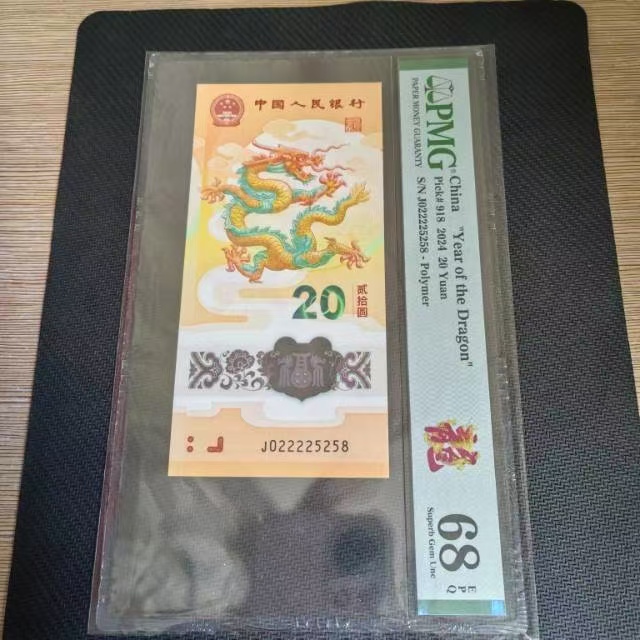 中国人民银行
20
贰拾圆
J022225258
PMG
PAPER MONEY GUARANTY
China "Year of the Dragon"
Pick# 918 2024 20 Yuan
S/N J022225258 - Polymer
龍
68
EPQ
Superb Gem Unc